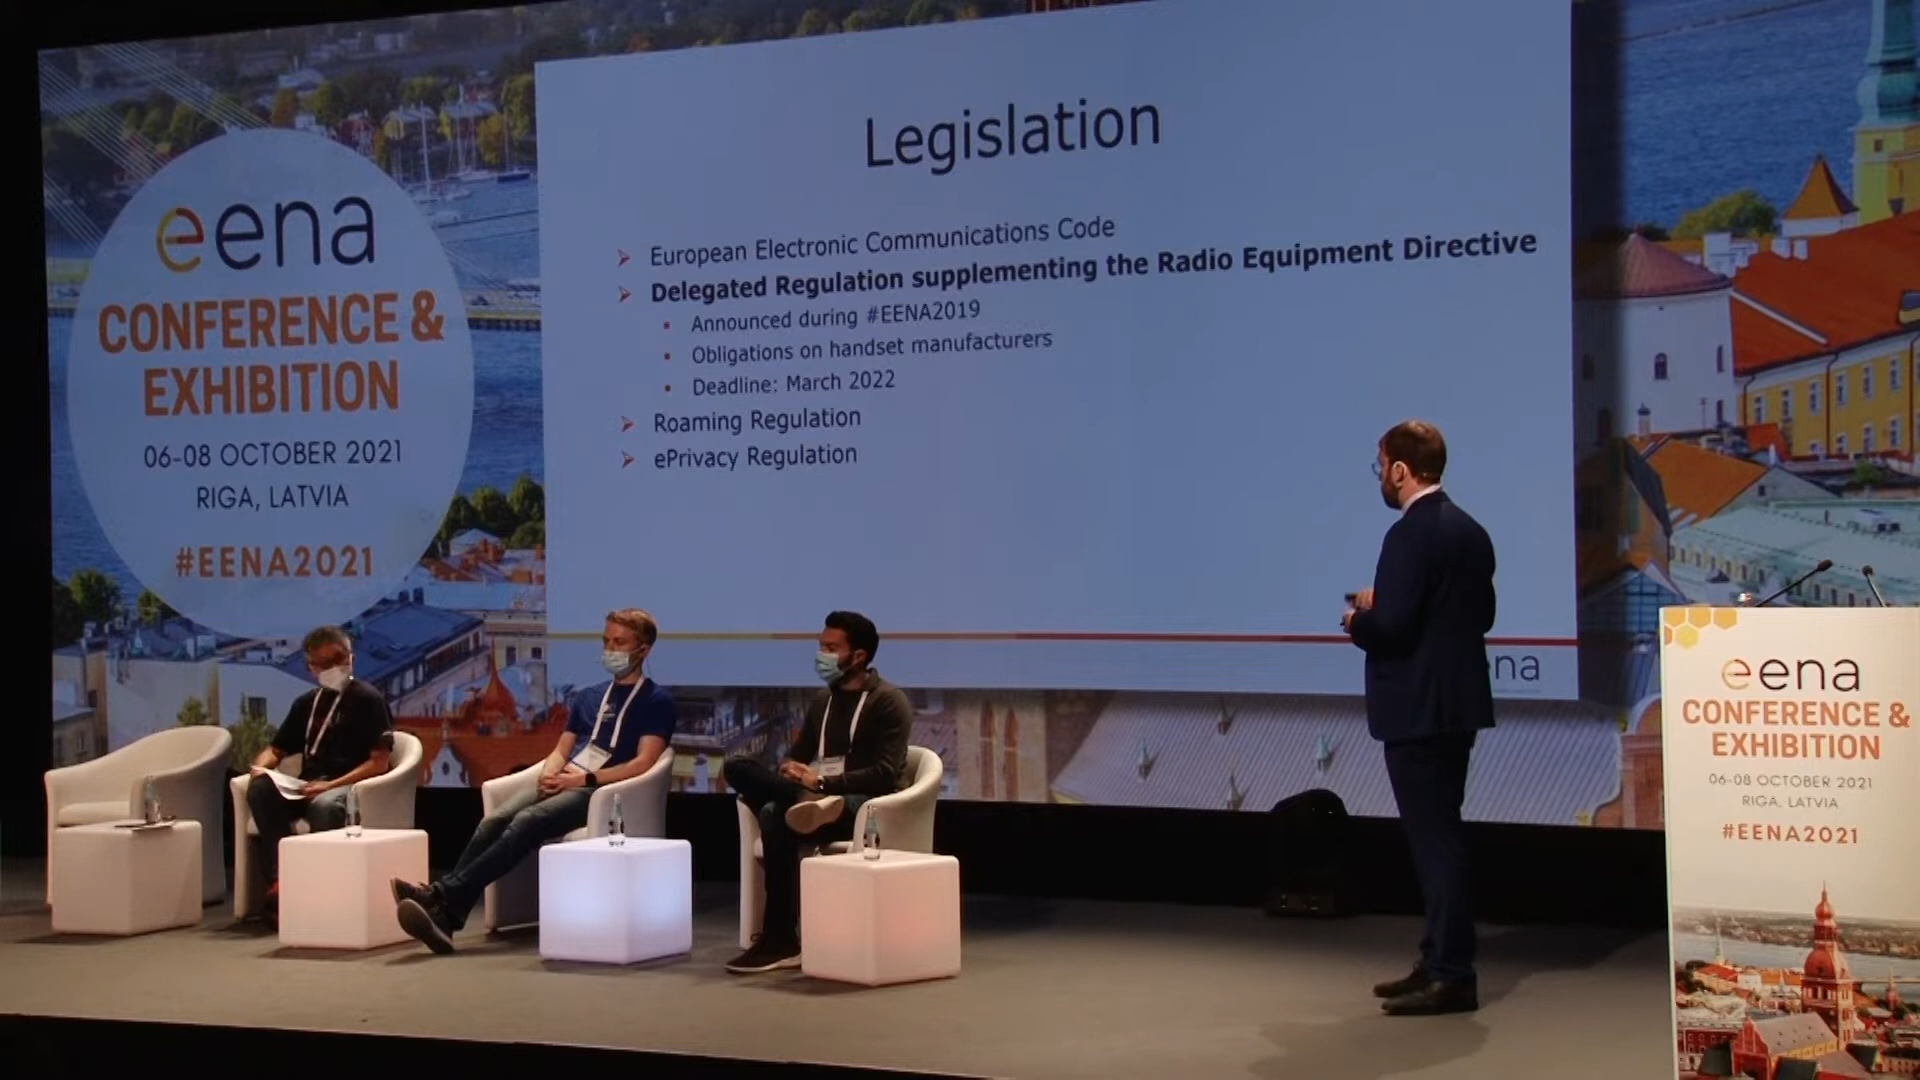 eena
CONFERENCE &
EXHIBITION
06-08 OCTOBER 2021
RIGA, LATVIA
#EENA2021
Legislation
European Electronic Communications Code
Delegated Regulation supplementing the Radio Equipment Directive
Announced during #EENA2019
Obligations on handset manufacturers
Deadline: March 2022
Roaming Regulation
ePrivacy Regulation
na
eena
CONFERENCE &
EXHIBITION
06-08 OCTOBER 2021
RIGA, LATVIA
#EENA2021